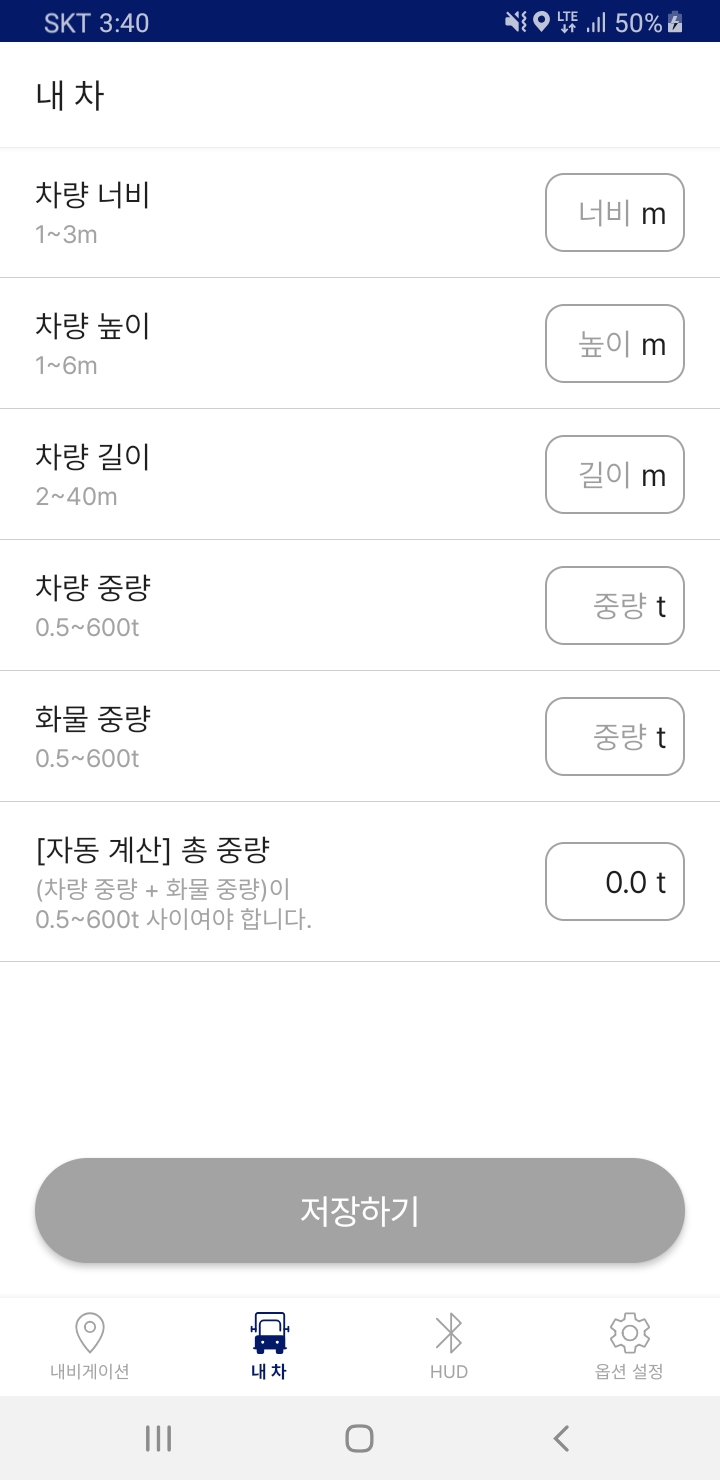 SKT 3:40
LTE
50%
내 차
차량 너비
1~3m
너비 m
차량 높이
1~6m
높이 m
차량 길이
2~40m
길이 m
차량 중량
0.5~600t
중량 t
화물 중량
0.5~600t
중량 t
[자동 계산] 총 중량
(차량 중량 + 화물 중량)이
0.5~600t 사이여야 합니다.
0.0 t
저장하기
내비게이션
내 차
HUD
옵션 설정